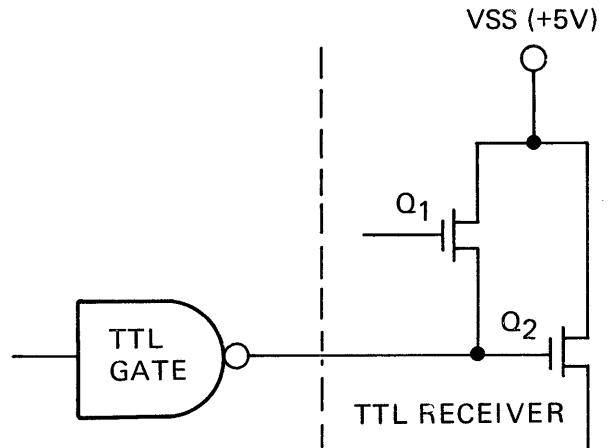 VSS (+5V)
Q1
TTL
GATE
Q2
TTL RECEIVER